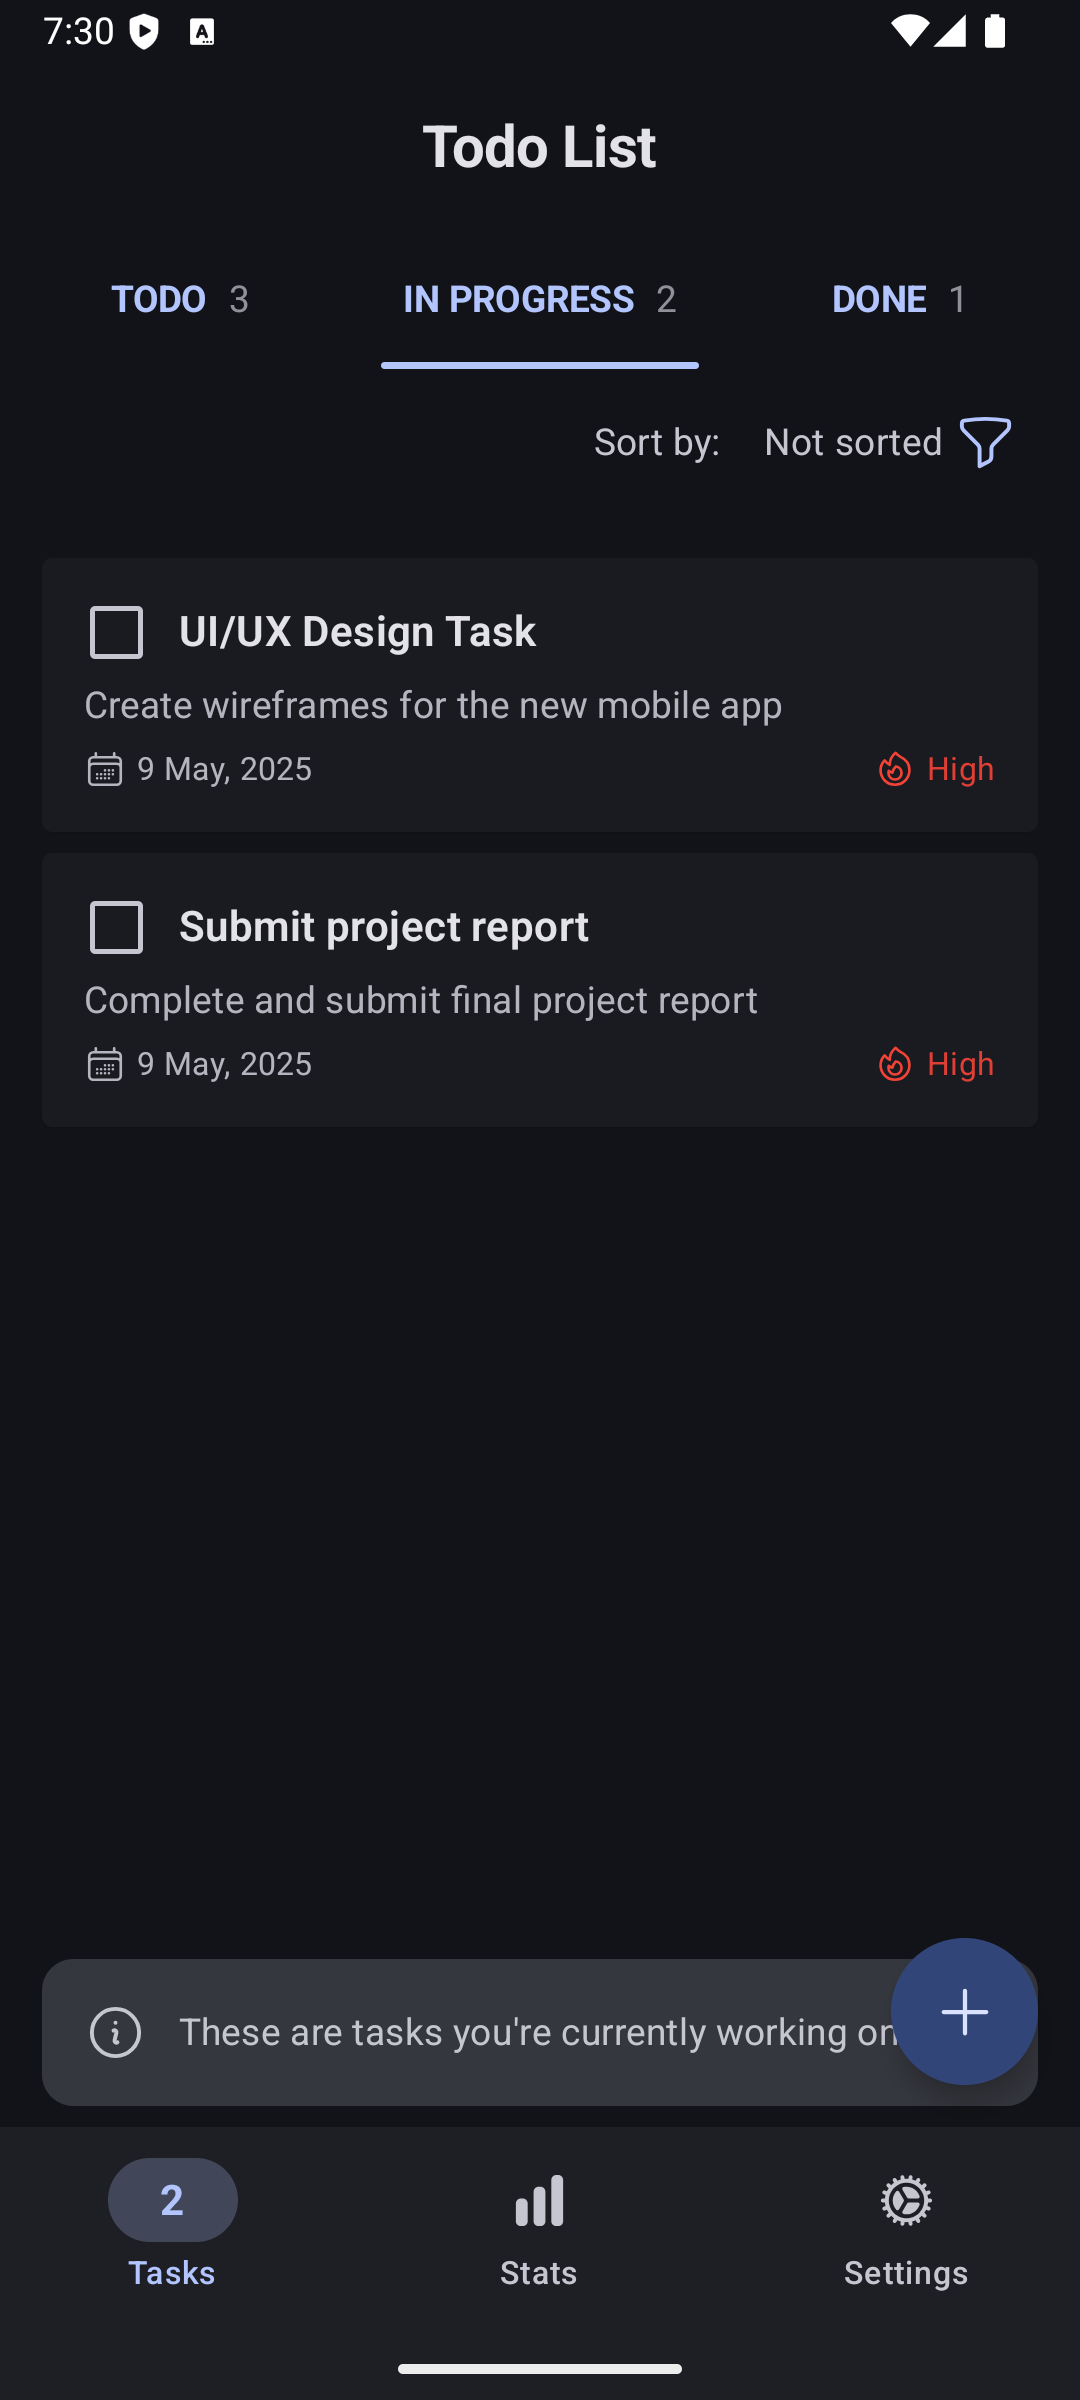 7:30
Todo List
TODO 3
IN PROGRESS 2
DONE 1
Sort by: Not sorted
UI/UX Design Task
Create wireframes for the new mobile app
9 May, 2025
High
Submit project report
Complete and submit final project report
9 May, 2025
High
These are tasks you're currently working on
2
Tasks
Stats
Settings